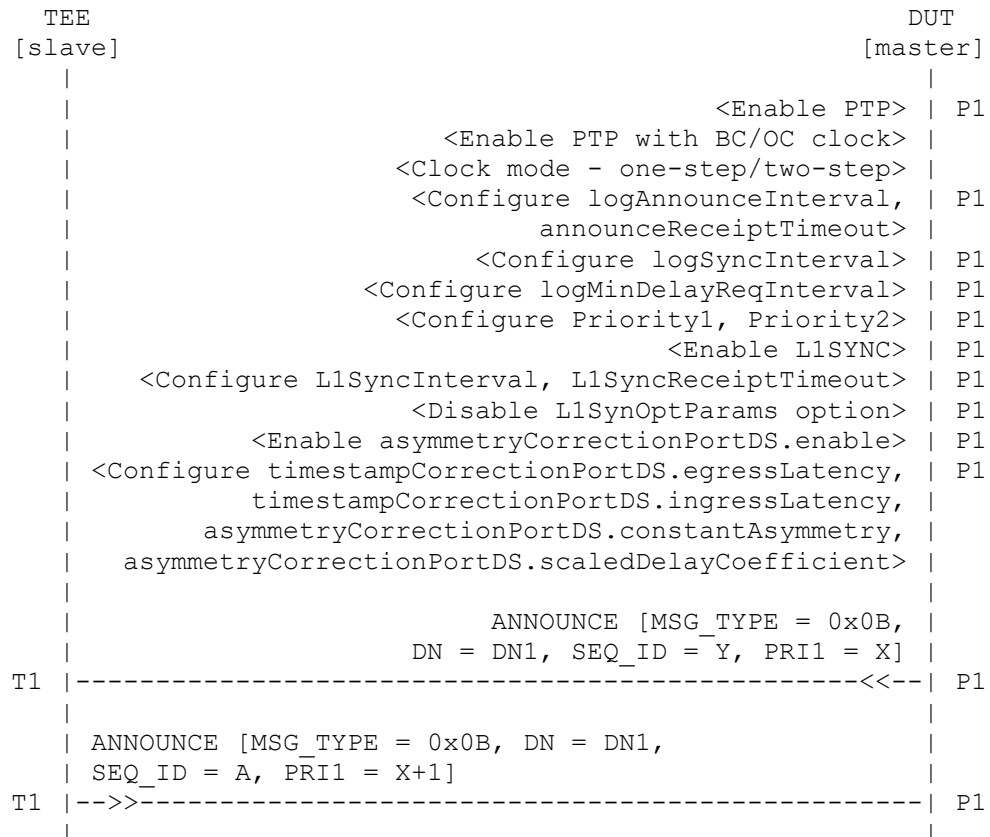 TEE DUT
[slave] [master]
| |
| <Enable PTP> | P1
| <Enable PTP with BC/OC clock> |
| <Clock mode - one-step/two-step> |
| <Configure logAnnounceInterval, | P1
| announceReceiptTimeout> |
| <Configure logSyncInterval> | P1
| <Configure logMinDelayReqInterval> | P1
| <Configure Priority1, Priority2> | P1
| <Enable L1SYNC> | P1
| <Configure L1SyncInterval, L1SyncReceiptTimeout> | P1
| <Disable L1SynOptParams option> | P1
| <Enable asymmetryCorrectionPortDS.enable> | P1
| <Configure timestampCorrectionPortDS.egressLatency, | P1
| timestampCorrectionPortDS.ingressLatency, |
| asymmetryCorrectionPortDS.constantAsymmetry, |
| asymmetryCorrectionPortDS.scaledDelayCoefficient> |
| |
| ANNOUNCE [MSG_TYPE = 0x0B, |
| DN = DN1, SEQ_ID = Y, PRI1 = X] |
T1 |-------------------------------------------------<<--| P1
| |
| ANNOUNCE [MSG_TYPE = 0x0B, DN = DN1, |
| SEQ_ID = A, PRI1 = X+1] |
T1 |-->>-------------------------------------------------| P1
| |